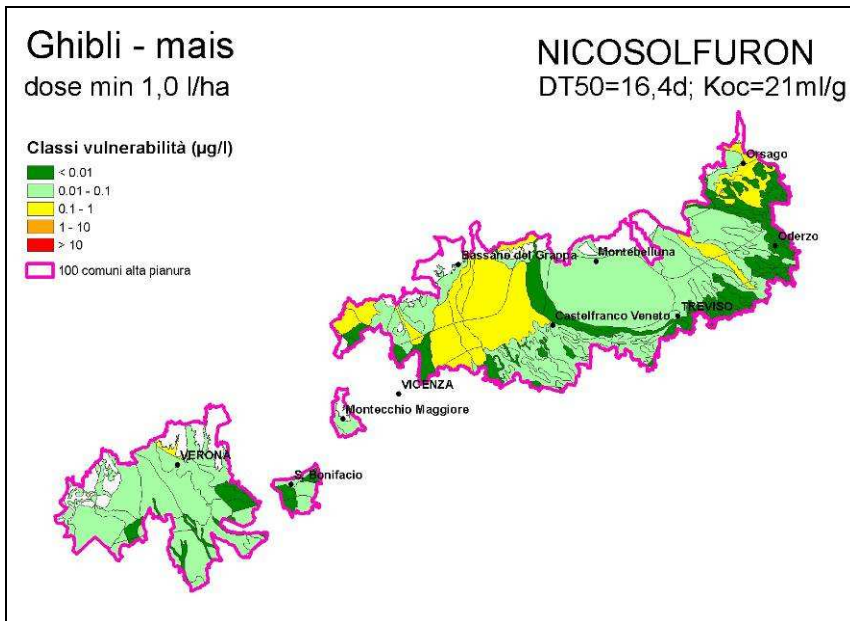 Ghibli - mais
dose min 1,0 l/ha
NICOSOLFURON
DT50=16,4d; Koc=21ml/g
Classi vulnerabilità (µg/l)
< 0.01
0.01 - 0.1
0.1 - 1
1 - 10
> 10
100 comuni alta pianura
Orsago
Oderzo
Bassano del Grappa
Montebelluna
TREVISO
Castelfranco Veneto
VICENZA
Montecchio Maggiore
VERONA
S. Bonifacio